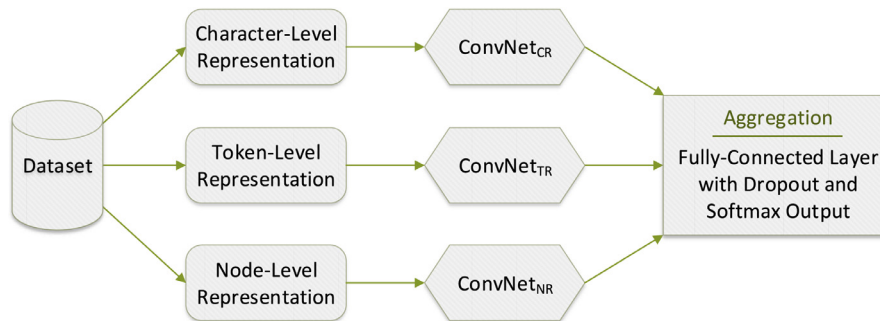 Dataset
Character-Level
Representation
ConvNetCR
Token-Level
Representation
ConvNetTR
Node-Level
Representation
ConvNetNR
Aggregation
Fully-Connected Layer
with Dropout and
Softmax Output